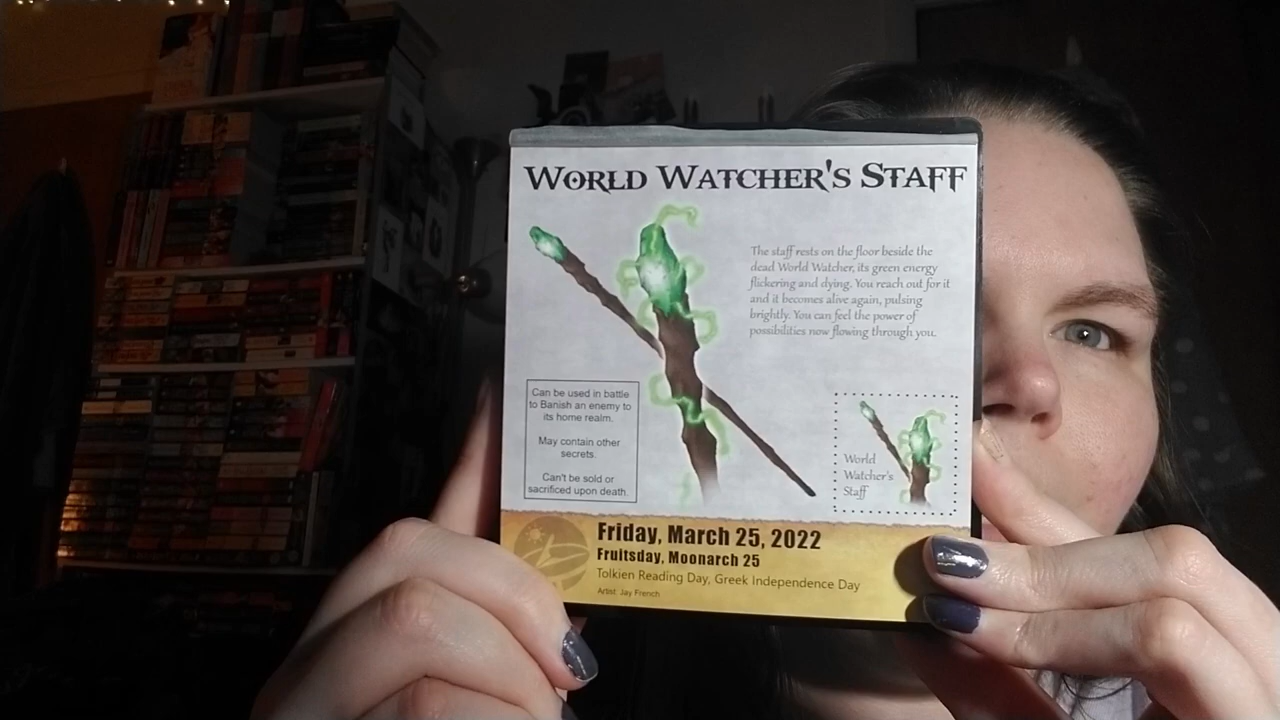 World Watcher's Staff
The staff rests on the floor beside the
dead World Watcher, its green energy
flickering and dying. You reach out for it
and it becomes alive again, pulsing
brightly. You can feel the power of
possibilities now flowing through you.
Can be used in battle
to Banish an enemy to
its home realm.
May contain other
secrets.
Can't be sold or
sacrificed upon death.
World
Watcher's
Staff
Friday, March 25, 2022
Fruitsday, Moonarch 25
Tolkien Reading Day, Greek Independence Day
Artist: Jay French